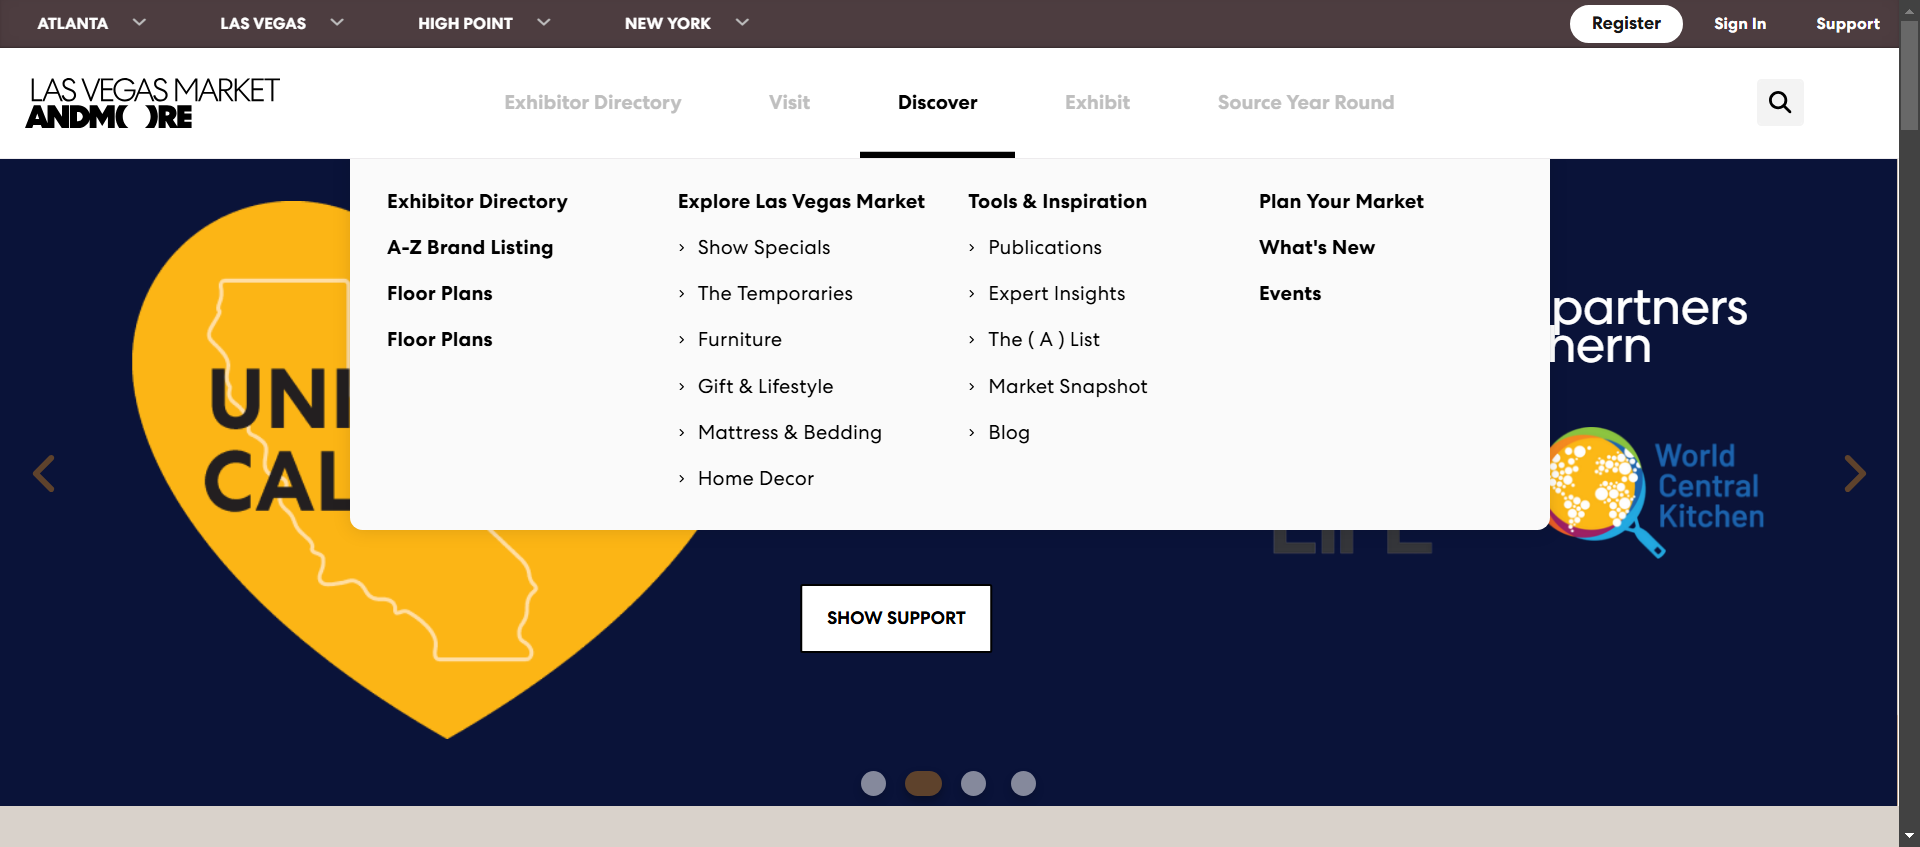 ATLANTA
LAS VEGAS
HIGH POINT
NEW YORK
Register
Sign In
Support
LAS VEGAS MARKET
ANDM( )RE
Exhibitor Directory
Visit
Discover
Exhibit
Source Year Round
Exhibitor Directory
A-Z Brand Listing
Floor Plans
Floor Plans
Explore Las Vegas Market
Show Specials
The Temporaries
Furniture
Gift & Lifestyle
Mattress & Bedding
Home Decor
Tools & Inspiration
Publications
Expert Insights
The ( A ) List
Market Snapshot
Blog
Plan Your Market
What's New
Events
UNI
CAL
partners
hern
LIFE
World
Central
Kitchen
SHOW SUPPORT